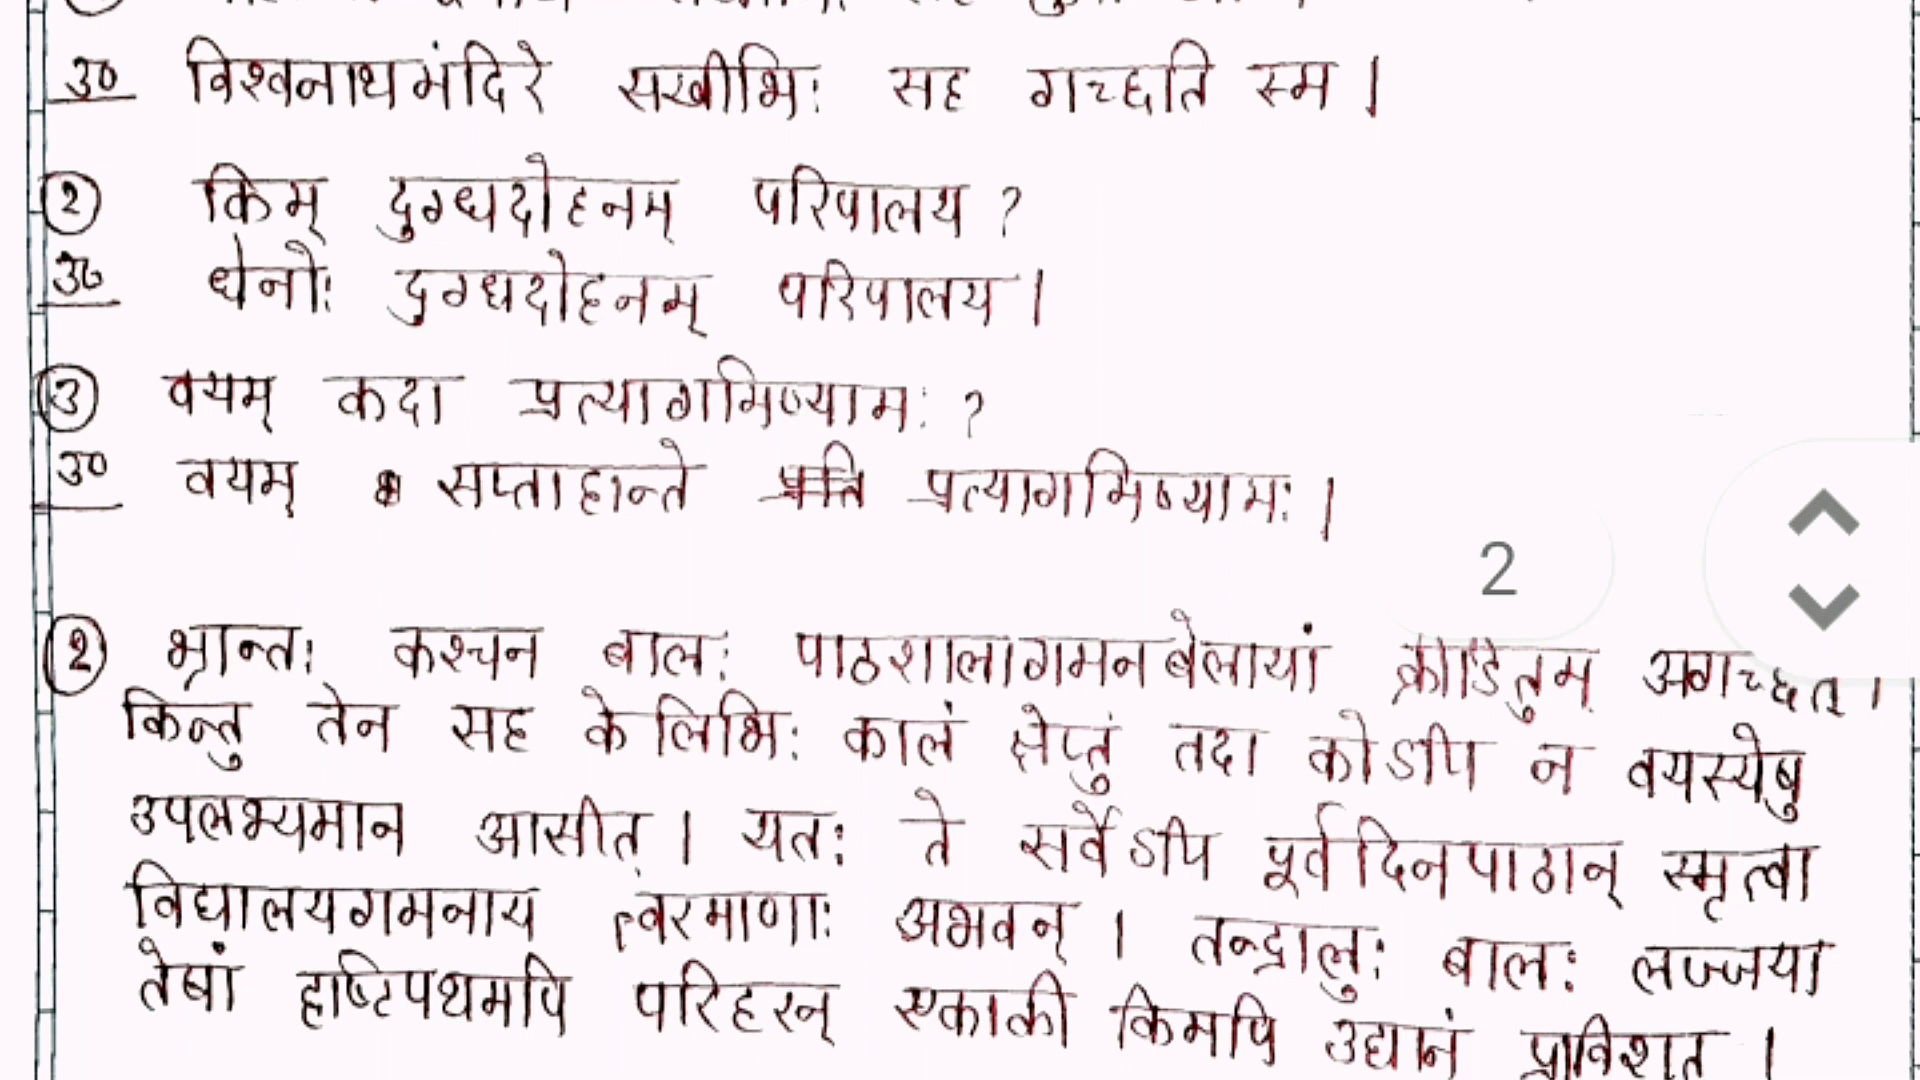 उ० विश्वनाथमंदिरे सखीभिः सह गच्छति स्म ।
② किम् दुग्धदोहनम् परिपालय ?
उ० धेनोः दुग्धदोहनम् परिपालय ।
③ वयम् कदा प्रत्यागमिष्यामः ?
उ० वयम् सप्ताहान्ते प्रत्यागमिष्यामः ।
2
② भ्रान्तः कश्चन बालः पाठशालागमनबेलायां क्रीडितुम् अगच्छत् ।
किन्तु तेन सह केलिभिः कालं क्षेप्तुं तदा कोऽपि न वयस्येषु
उपलभ्यमान आसीत् । यतः ते सर्वेऽपि पूर्वदिनपाठान् स्मृत्वा
विद्यालयगमनाय त्वरमाणाः अभवन् । तन्द्रालुः बालः लज्जया
तेषां दृष्टिपथमपि परिहरन् एकाकी किमपि उद्यानं प्राविशत् ।